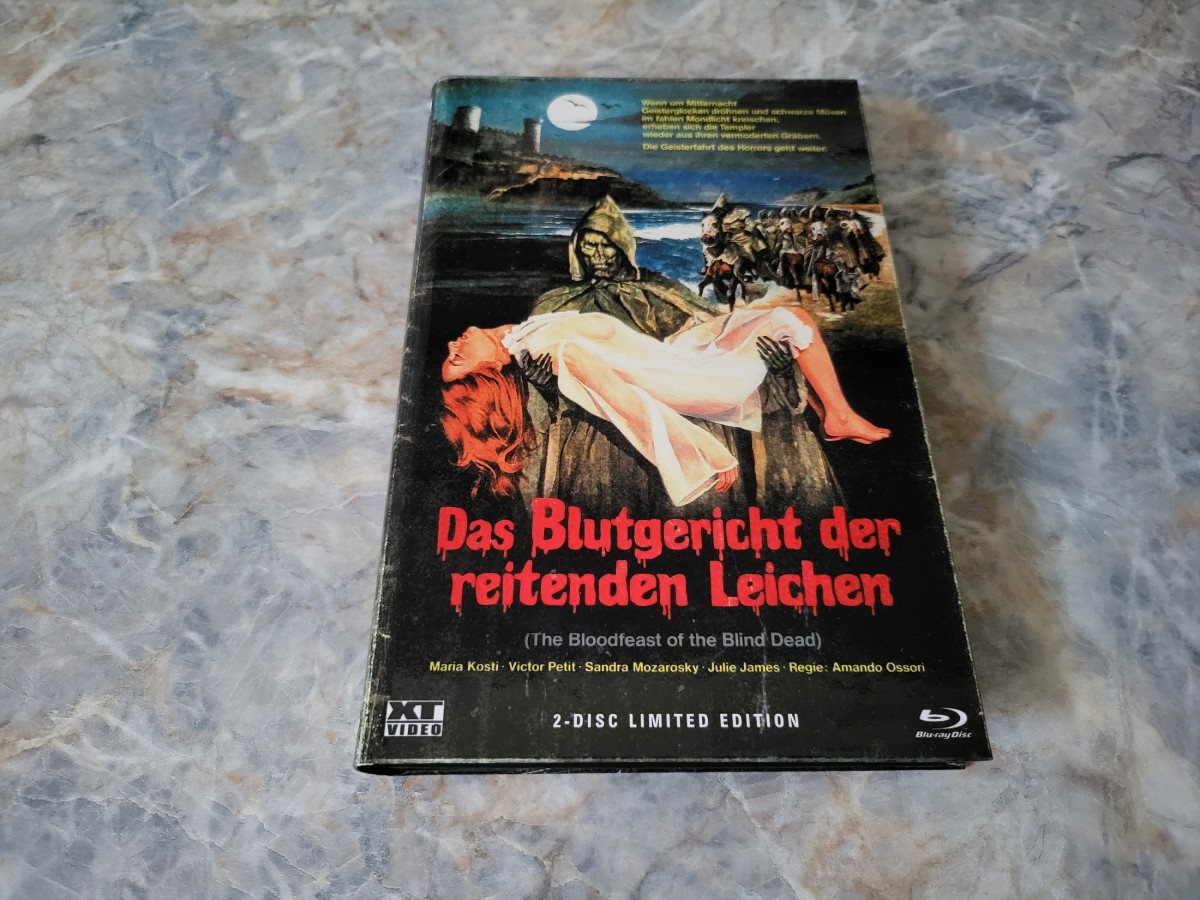 Wenn um Mitternacht
Geisterglocken dröhnen und schwarze Möven
im fahlen Mondlicht kreischen,
erheben sich die Templer
wieder aus ihren vermoderten Gräbern.
Die Geisterfahrt des Horrors geht weiter.
Das Blutgericht der
reitenden Leichen
(The Bloodfeast of the Blind Dead)
Maria Kosti · Victor Petit · Sandra Mozarosky · Julie James · Regie: Amando Ossori
XT
VIDEO
2-DISC LIMITED EDITION
Blu-ray Disc